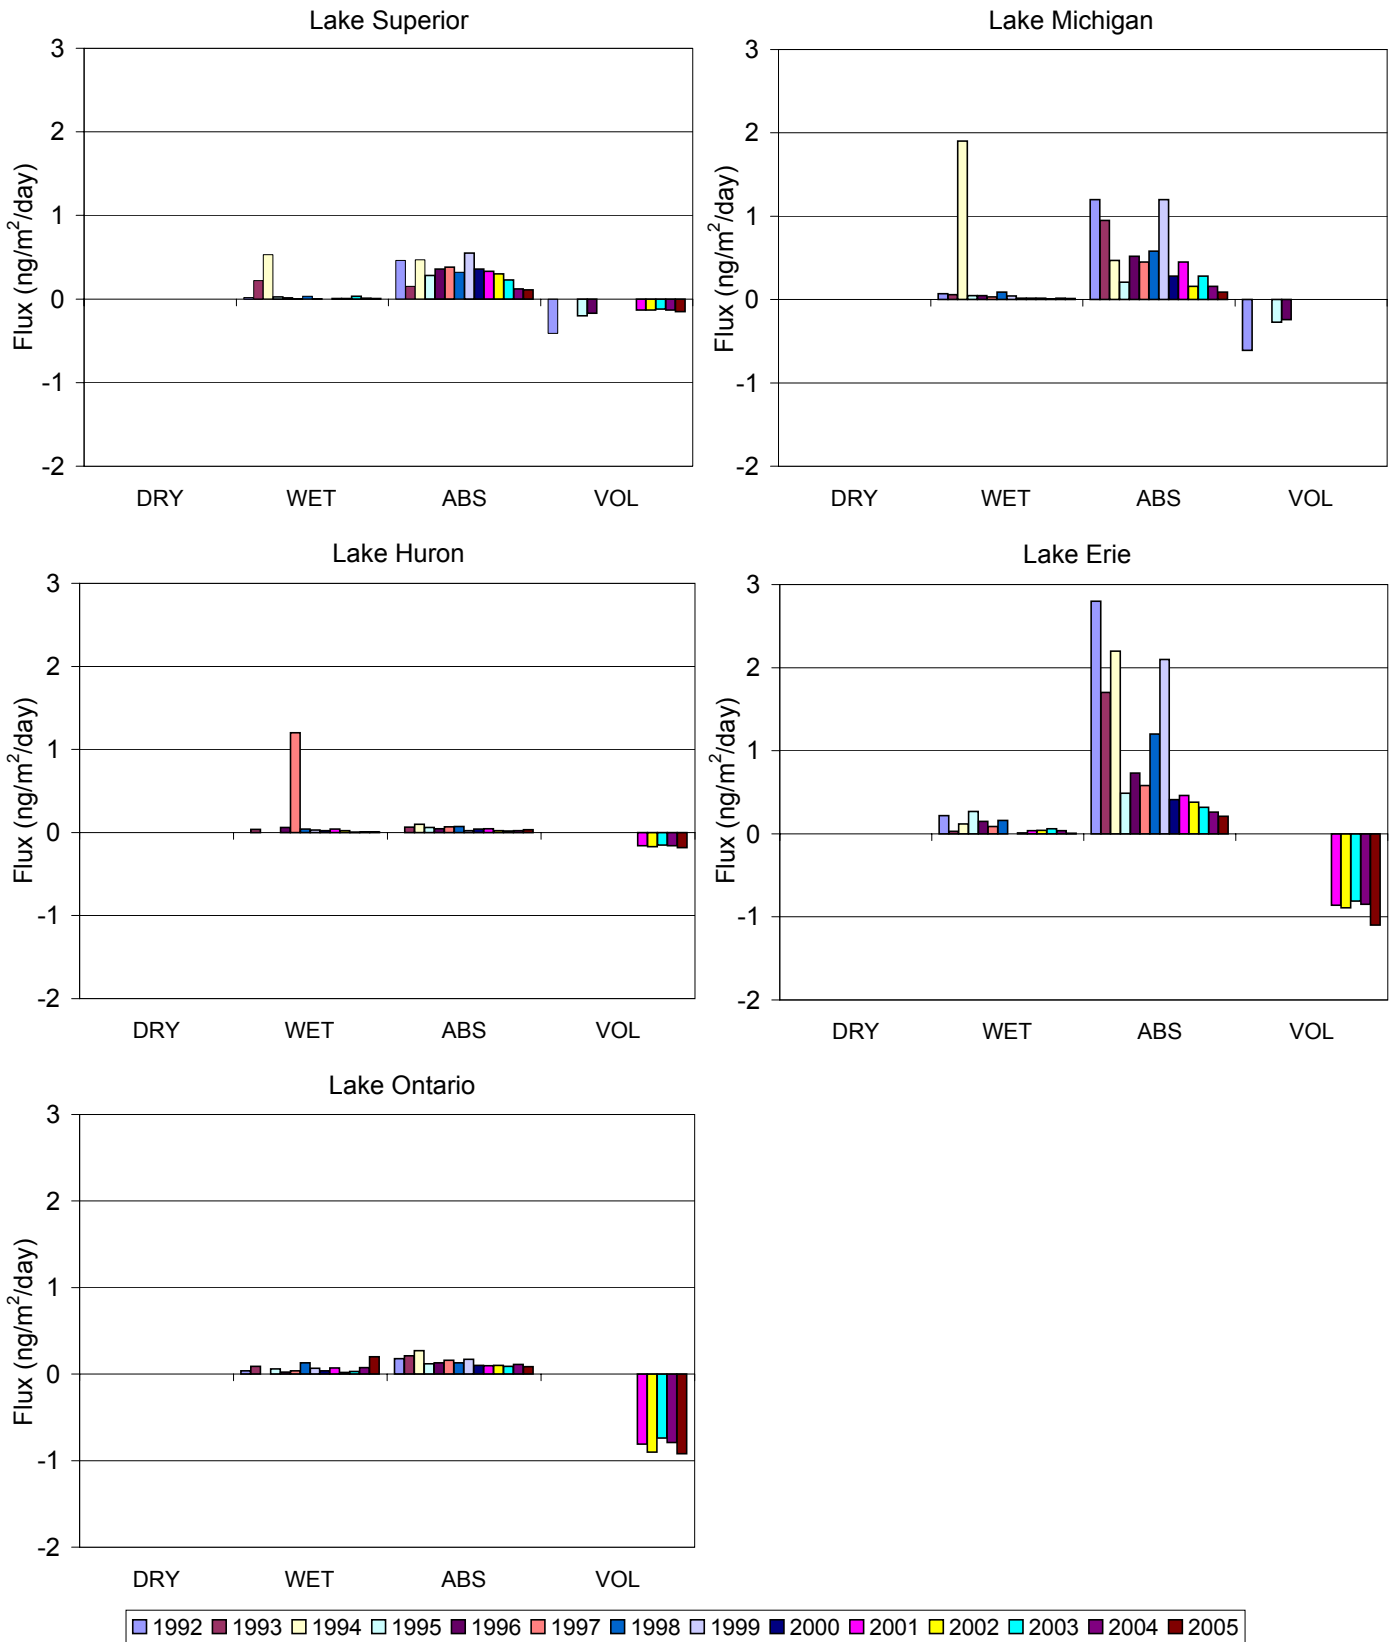 Lake Superior
3
2
1
0
-1
-2
Flux (ng/m²/day)
DRY WET ABS VOL
Lake Michigan
3
2
1
0
-1
-2
Flux (ng/m²/day)
DRY WET ABS VOL
Lake Huron
3
2
1
0
-1
-2
Flux (ng/m²/day)
DRY WET ABS VOL
Lake Erie
3
2
1
0
-1
-2
Flux (ng/m²/day)
DRY WET ABS VOL
Lake Ontario
3
2
1
0
-1
-2
Flux (ng/m²/day)
DRY WET ABS VOL
1992 1993 1994 1995 1996 1997 1998 1999 2000 2001 2002 2003 2004 2005